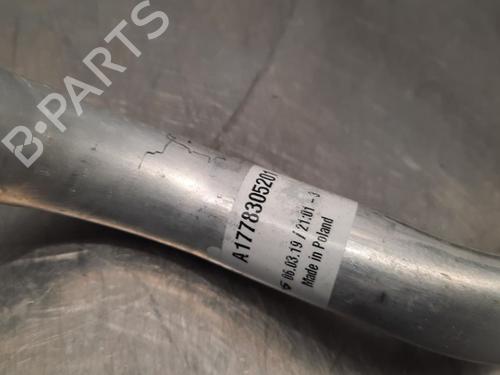 B-PARTS
A1778305201
06.03.19 / 21:01 - 3
Made in Poland